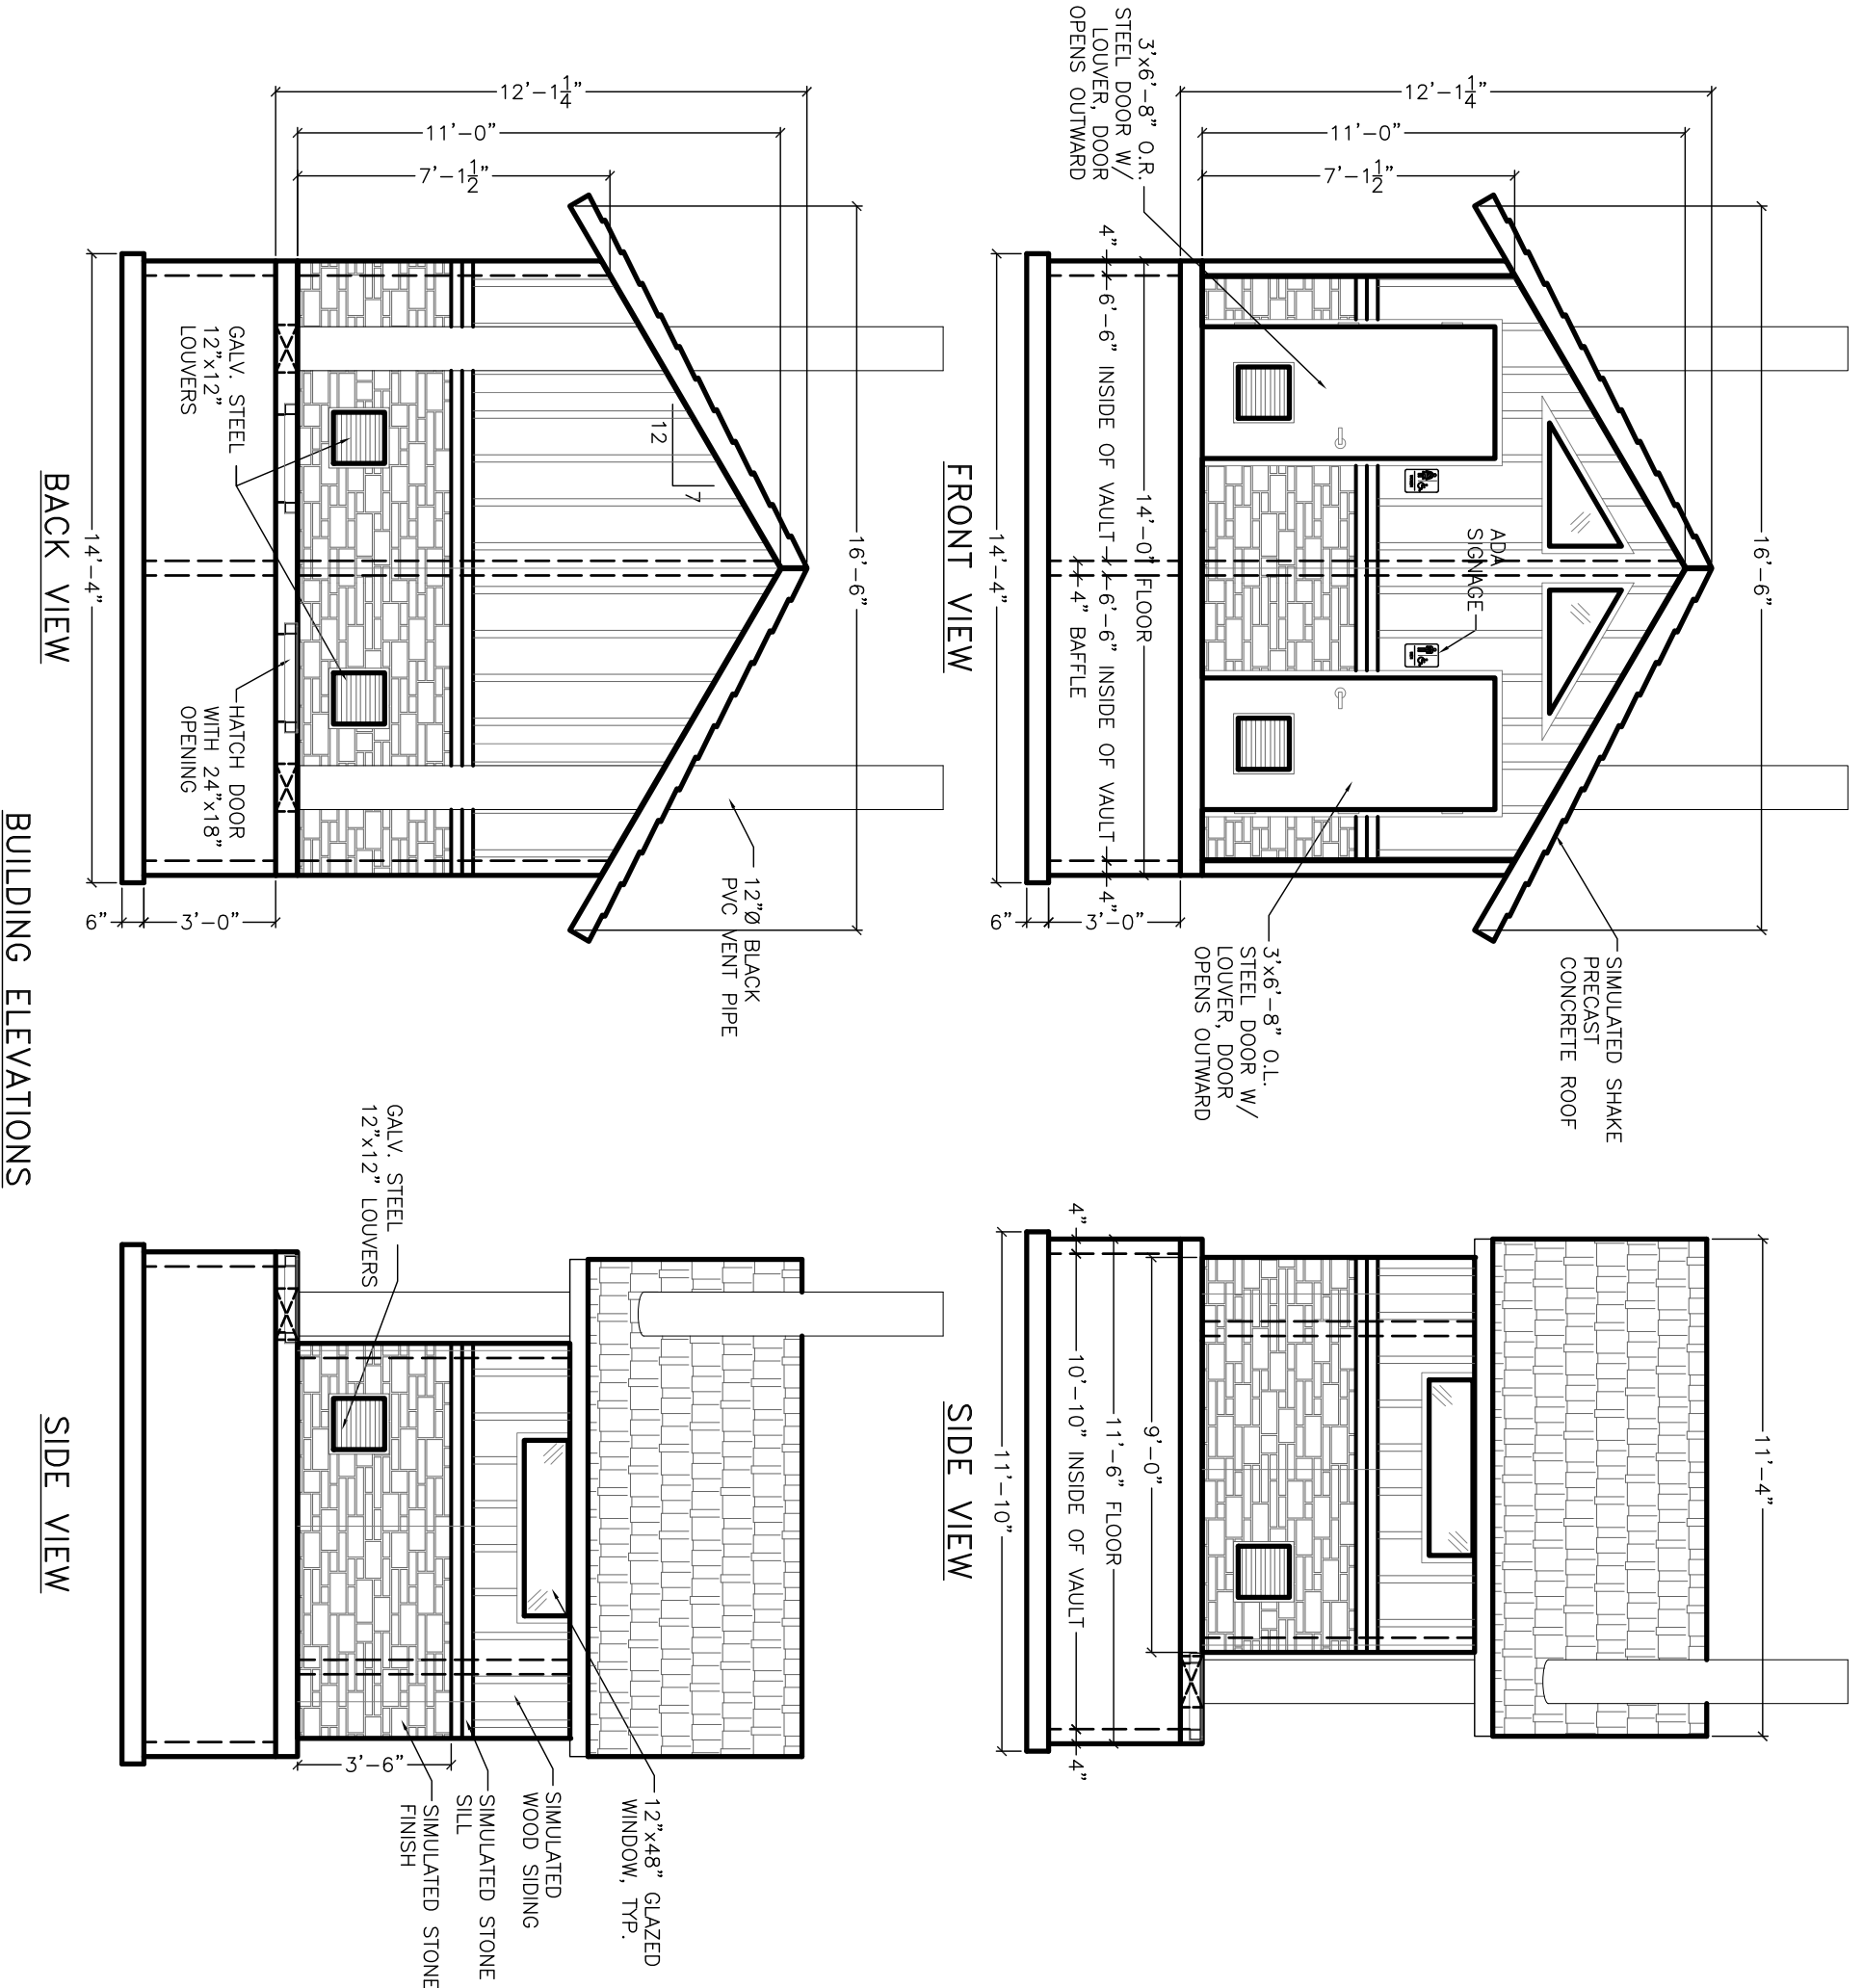 12'-1 1/4"
11'-0"
7'-1 1/2"
3'x6'-8" O.R.
STEEL DOOR W/
LOUVER, DOOR
OPENS OUTWARD
16'-6"
SIMULATED SHAKE
PRECAST
CONCRETE ROOF
ADA
SIGNAGE
3'x6'-8" O.L.
STEEL DOOR W/
LOUVER, DOOR
OPENS OUTWARD
14'-0" FLOOR
4"
6'-6" INSIDE OF VAULT
6'-6" INSIDE OF VAULT
4"
4" BAFFLE
3'-0"
6"
14'-4"
FRONT VIEW
11'-4"
9'-0"
11'-6" FLOOR
4"
10'-10" INSIDE OF VAULT
4"
11'-10"
SIDE VIEW
12'-1 1/4"
11'-0"
7'-1 1/2"
16'-6"
12
7
12"Ø BLACK
PVC VENT PIPE
GALV. STEEL
12"x12"
LOUVERS
HATCH DOOR
WITH 24"x18"
OPENING
3'-0"
6"
14'-4"
BACK VIEW
12"x48" GLAZED
WINDOW, TYP.
SIMULATED
WOOD SIDING
SIMULATED STONE
SILL
SIMULATED STONE
FINISH
3'-6"
GALV. STEEL
12"x12" LOUVERS
SIDE VIEW
BUILDING ELEVATIONS